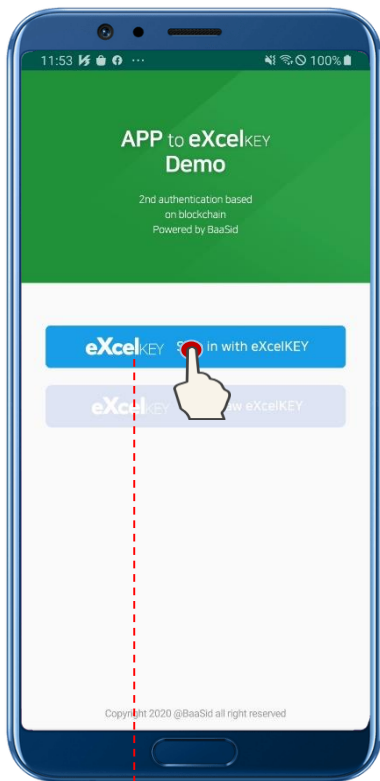 11:53 ··· 100%
APP to eXcelKEY
Demo
2nd authentication based
on blockchain
Powered by BaaSid
eXcelKEY in with eXcelKEY
eXcelKEY eXcelKEY
Copyright 2020 @BaaSid all right reserved